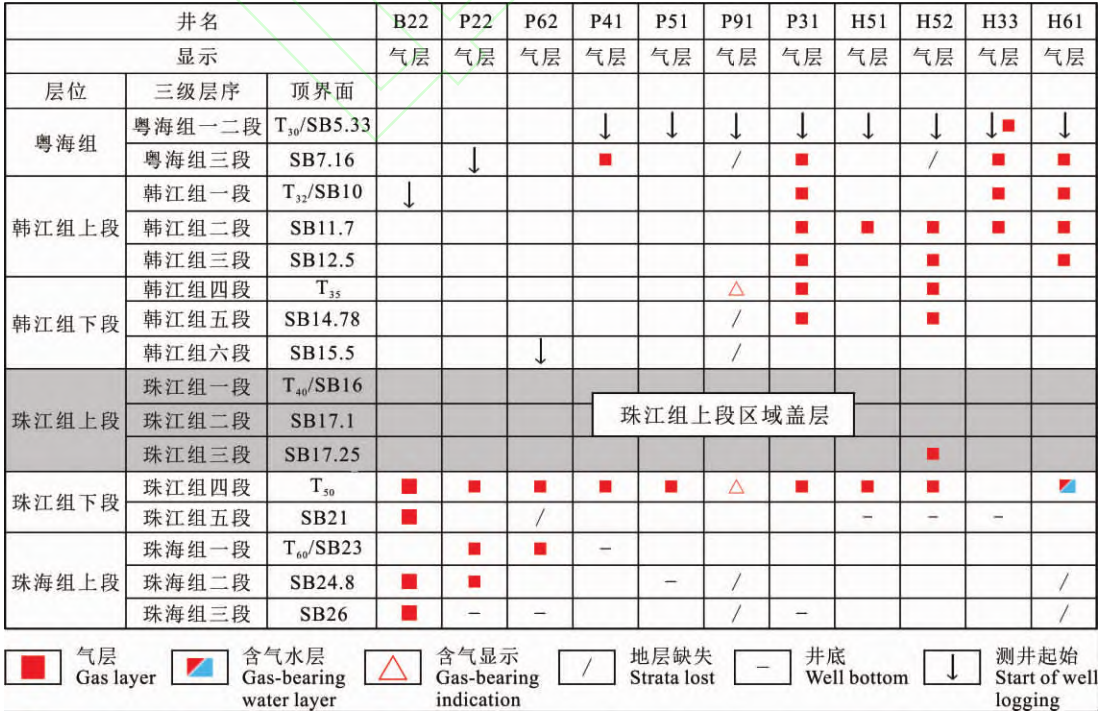 井名 B22 P22 P62 P41 P51 P91 P31 H51 H52 H33 H61
显示 气层 气层 气层 气层 气层 气层 气层 气层 气层 气层 气层
层位 三级层序 顶界面
粤海组
粤海组一二段 T₃₀/SB5.33 ↓ ↓ ↓ ↓ ↓ ↓ ↓ ↓
粤海组三段 SB7.16 ↓ / /
韩江组上段
韩江组一段 T₃₂/SB10 ↓
韩江组二段 SB11.7
韩江组三段 SB12.5
韩江组下段
韩江组四段 T₃₅
韩江组五段 SB14.78 /
韩江组六段 SB15.5 ↓ /
珠江组上段
珠江组一段 T₄₀/SB16
珠江组二段 SB17.1
珠江组三段 SB17.25
珠江组上段区域盖层
珠江组下段
珠江组四段 T₅₀
珠江组五段 SB21 / – – –
珠海组上段
珠海组一段 T₆₀/SB23 –
珠海组二段 SB24.8 – / /
珠海组三段 SB26 – – / – /
气层
Gas layer
含气水层
Gas-bearing
water layer
含气显示
Gas-bearing
indication
/ 地层缺失
Strata lost
– 井底
Well bottom
↓ 测井起始
Start of well
logging